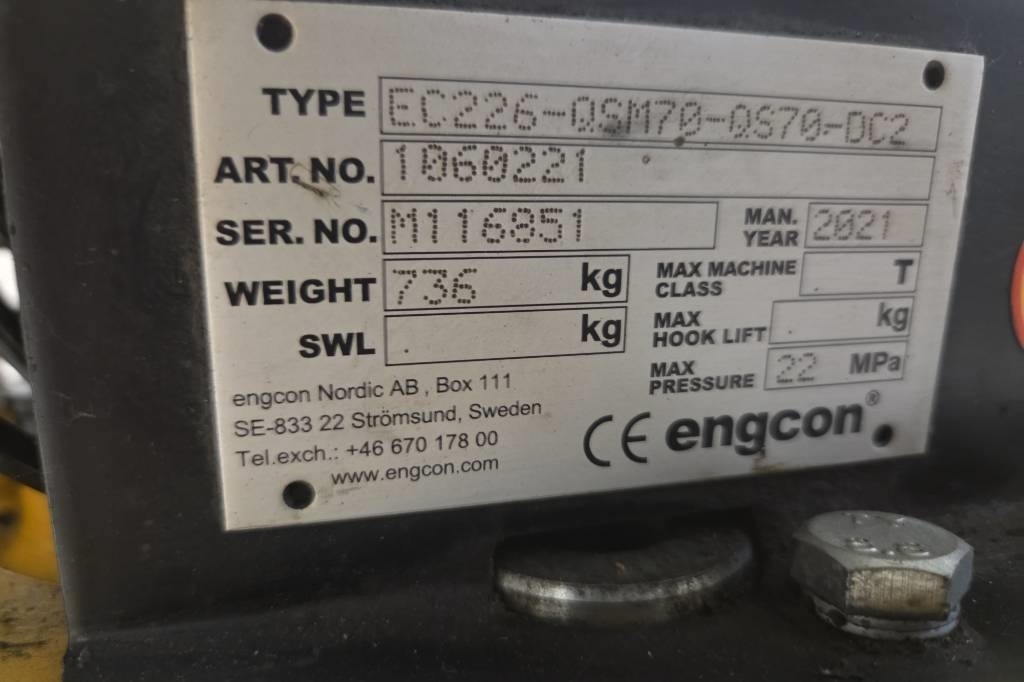 TYPE EC226-QSM70-QS70-DC2
ART. NO. 1060221
SER. NO. M116851
MAN. YEAR 2021
WEIGHT 736 kg
MAX MACHINE CLASS T
SWL kg
MAX HOOK LIFT kg
MAX PRESSURE 22 MPa
engcon Nordic AB , Box 111
SE-833 22 Strömsund, Sweden
Tel.exch.: +46 670 178 00
www.engcon.com
CE engcon®
8.8